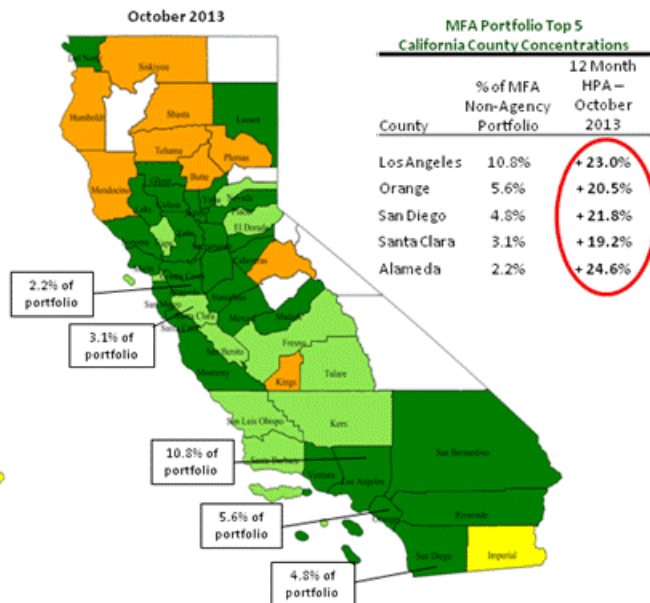 October 2013
MFA Portfolio Top 5
California County Concentrations
County
% of MFA
Non-Agency
Portfolio
12 Month
HPA –
October
2013
Los Angeles 10.8% + 23.0%
Orange 5.6% + 20.5%
San Diego 4.8% + 21.8%
Santa Clara 3.1% + 19.2%
Alameda 2.2% + 24.6%
Siskiyou
Humboldt
Shasta
Lassen
Tehama
Plumas
Butte
Mendocino
Glenn
Colusa
Lake
Nevada
El Dorado
Calaveras
Stanislaus
Merced
Madera
San Benito
Monterey
Fresno
Kings
Tulare
San Luis Obispo
Kern
Santa Barbara
Ventura
Los Angeles
San Bernardino
Riverside
San Diego
Imperial
2.2% of
portfolio
3.1% of
portfolio
10.8% of
portfolio
5.6% of
portfolio
4.8% of
portfolio